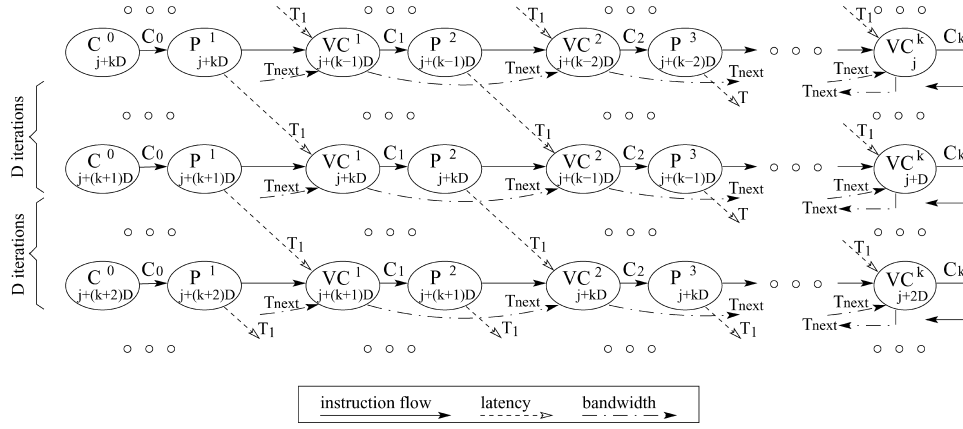 T1 T1 T1
C0 C1 C2 Ck
C^0 j+kD P^1 j+kD VC^1 j+(k-1)D P^2 j+(k-1)D VC^2 j+(k-2)D P^3 j+(k-2)D VC^k j
Tnext Tnext Tnext Tnext
T
D iterations
T1 T1 T1
C0 C1 C2 Ck
C^0 j+(k+1)D P^1 j+(k+1)D VC^1 j+kD P^2 j+kD VC^2 j+(k-1)D P^3 j+(k-1)D VC^k j+D
Tnext Tnext Tnext Tnext
T
D iterations
T1 T1 T1
C0 C1 C2 Ck
C^0 j+(k+2)D P^1 j+(k+2)D VC^1 j+(k+1)D P^2 j+(k+1)D VC^2 j+kD P^3 j+kD VC^k j+2D
Tnext Tnext Tnext Tnext Tnext
T1 T1 T1
instruction flow latency bandwidth